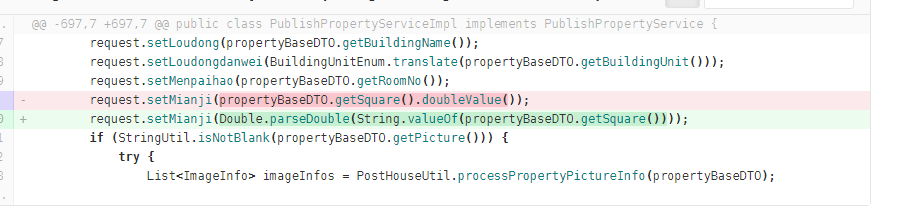 @@ -697,7 +697,7 @@ public class PublishPropertyServiceImpl implements PublishPropertyService {
request.setLoudong(propertyBaseDTO.getBuildingName());
request.setLoudongdanwei(BuildingUnitEnum.translate(propertyBaseDTO.getBuildingUnit()));
request.setMenpaihao(propertyBaseDTO.getRoomNo());
- request.setMianji(propertyBaseDTO.getSquare().doubleValue());
+ request.setMianji(Double.parseDouble(String.valueOf(propertyBaseDTO.getSquare())));
if (StringUtil.isNotBlank(propertyBaseDTO.getPicture())) {
try {
List<ImageInfo> imageInfos = PostHouseUtil.processPropertyPictureInfo(propertyBaseDTO);